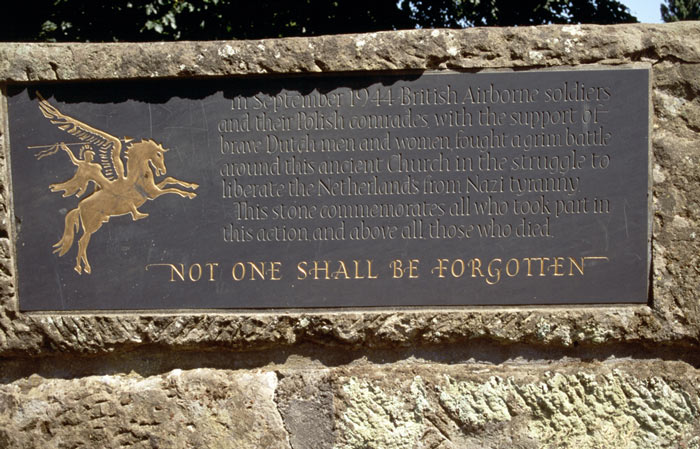 In September 1944 British Airborne soldiers
and their Polish comrades, with the support of
brave Dutch men and women, fought a grim battle
around this ancient Church in the struggle to
liberate the Netherlands from Nazi tyranny
This stone commemorates all who took part in
this action, and above all, those who died.
NOT ONE SHALL BE FORGOTTEN